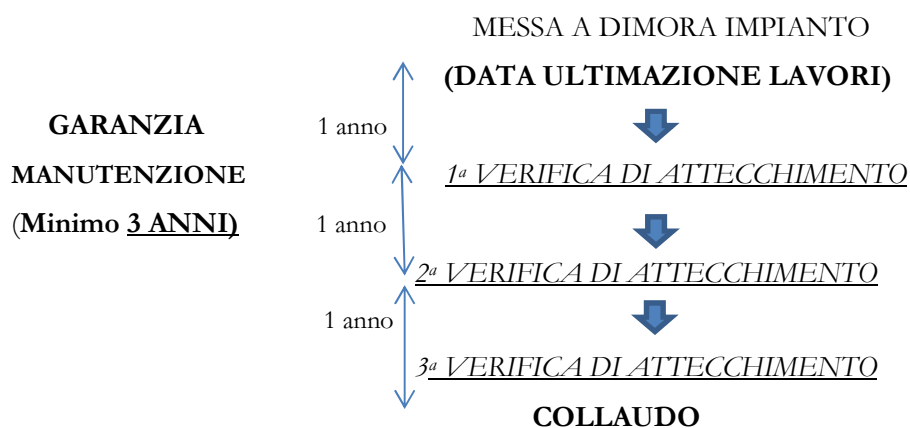 MESSA A DIMORA IMPIANTO
(DATA ULTIMAZIONE LAVORI)
GARANZIA
MANUTENZIONE
(Minimo 3 ANNI)
1 anno
1ª VERIFICA DI ATTECCHIMENTO
1 anno
2ª VERIFICA DI ATTECCHIMENTO
1 anno
3ª VERIFICA DI ATTECCHIMENTO
COLLAUDO